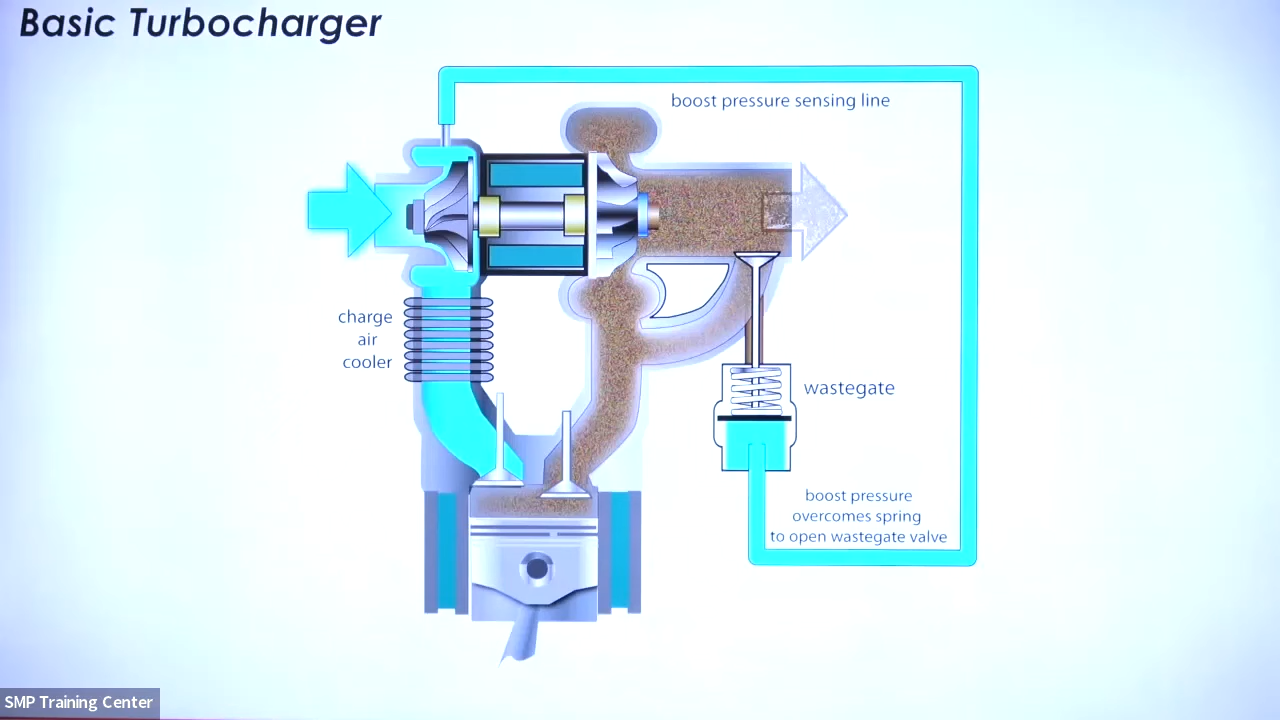 Basic Turbocharger
boost pressure sensing line
charge
air
cooler
wastegate
boost pressure
overcomes spring
to open wastegate valve
SMP Training Center